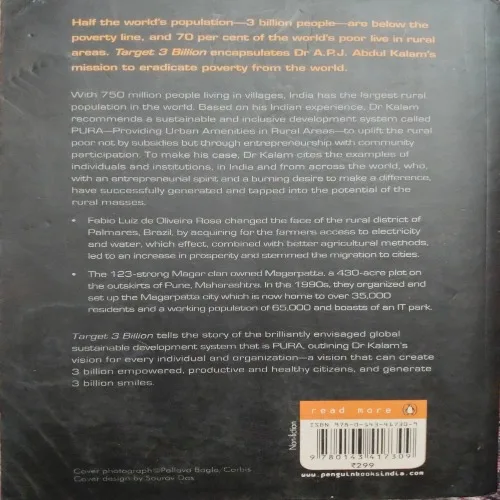 Half the world's population—3 billion people—are below the
poverty line, and 70 per cent of the world's poor live in rural
areas. Target 3 Billion encapsulates Dr A.P.J. Abdul Kalam's
mission to eradicate poverty from the world.
With 750 million people living in villages, India has the largest rural
population in the world. Based on his Indian experience, Dr Kalam
recommends a sustainable and inclusive development system called
PURA—Providing Urban Amenities in Rural Areas—to uplift the rural
poor not by subsidies but through entrepreneurship with community
participation. To make his case, Dr Kalam cites the examples of
individuals and institutions, in India and from across the world, who,
with an entrepreneurial spirit and a burning desire to make a difference,
have successfully generated and tapped into the potential of the
rural masses.
• Fabio Luiz de Oliveira Rosa changed the face of the rural district of
Palmares, Brazil, by acquiring for the farmers access to electricity
and water, which effect, combined with better agricultural methods,
led to an increase in prosperity and stemmed the migration to cities.
• The 123-strong Magar clan owned Magarpatta, a 430-acre plot on
the outskirts of Pune, Maharashtra. In the 1990s, they organized and
set up the Magarpatta city which is now home to over 35,000
residents and a working population of 65,000 and boasts of an IT park.
Target 3 Billion tells the story of the brilliantly envisaged global
sustainable development system that is PURA, outlining Dr Kalam's
vision for every individual and organization—a vision that can create
3 billion empowered, productive and healthy citizens, and generate
3 billion smiles.
Non-fiction
read more
ISBN 978-0-143-41730-9
9 780143 417309
₹299
www.penguinbooksindia.com
Cover photograph © Pallava Bagla, Corbis
Cover design by Sourav Das